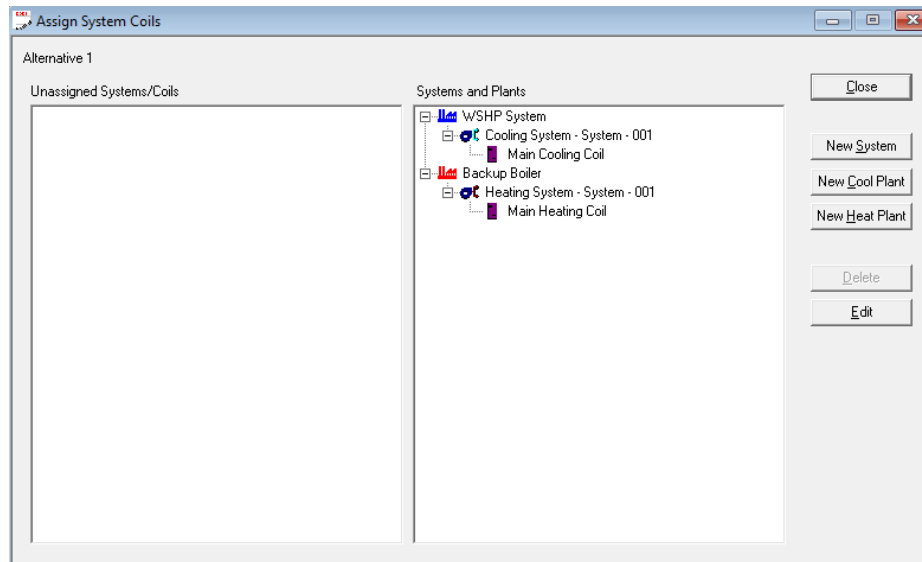 Assign System Coils
Alternative 1
Unassigned Systems/Coils
Systems and Plants
WSHP System
Cooling System - System - 001
Main Cooling Coil
Backup Boiler
Heating System - System - 001
Main Heating Coil
Close
New System
New Cool Plant
New Heat Plant
Delete
Edit